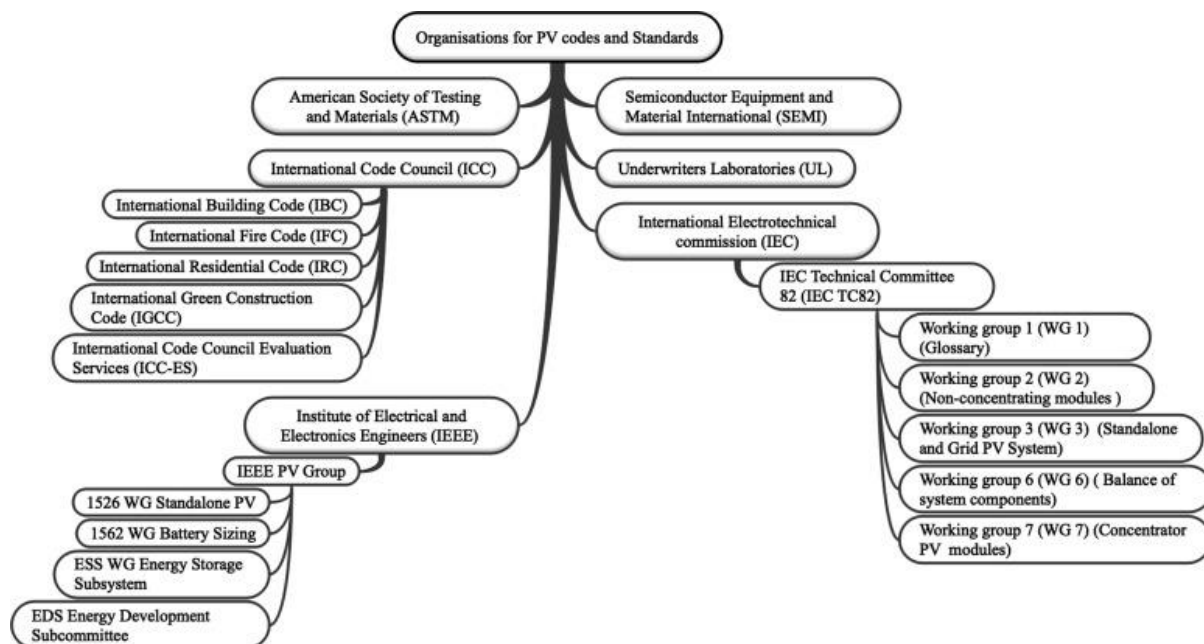 Organisations for PV codes and Standards
American Society of Testing
and Materials (ASTM)
Semiconductor Equipment and
Material International (SEMI)
International Code Council (ICC)
Underwriters Laboratories (UL)
International Building Code (IBC)
International Fire Code (IFC)
International Residential Code (IRC)
International Green Construction
Code (IGCC)
International Code Council Evaluation
Services (ICC-ES)
International Electrotechnical
commission (IEC)
IEC Technical Committee
82 (IEC TC82)
Working group 1 (WG 1)
(Glossary)
Working group 2 (WG 2)
(Non-concentrating modules )
Working group 3 (WG 3) (Standalone
and Grid PV System)
Working group 6 (WG 6) ( Balance of
system components)
Working group 7 (WG 7) (Concentrator
PV modules)
Institute of Electrical and
Electronics Engineers (IEEE)
IEEE PV Group
1526 WG Standalone PV
1562 WG Battery Sizing
ESS WG Energy Storage
Subsystem
EDS Energy Development
Subcommittee